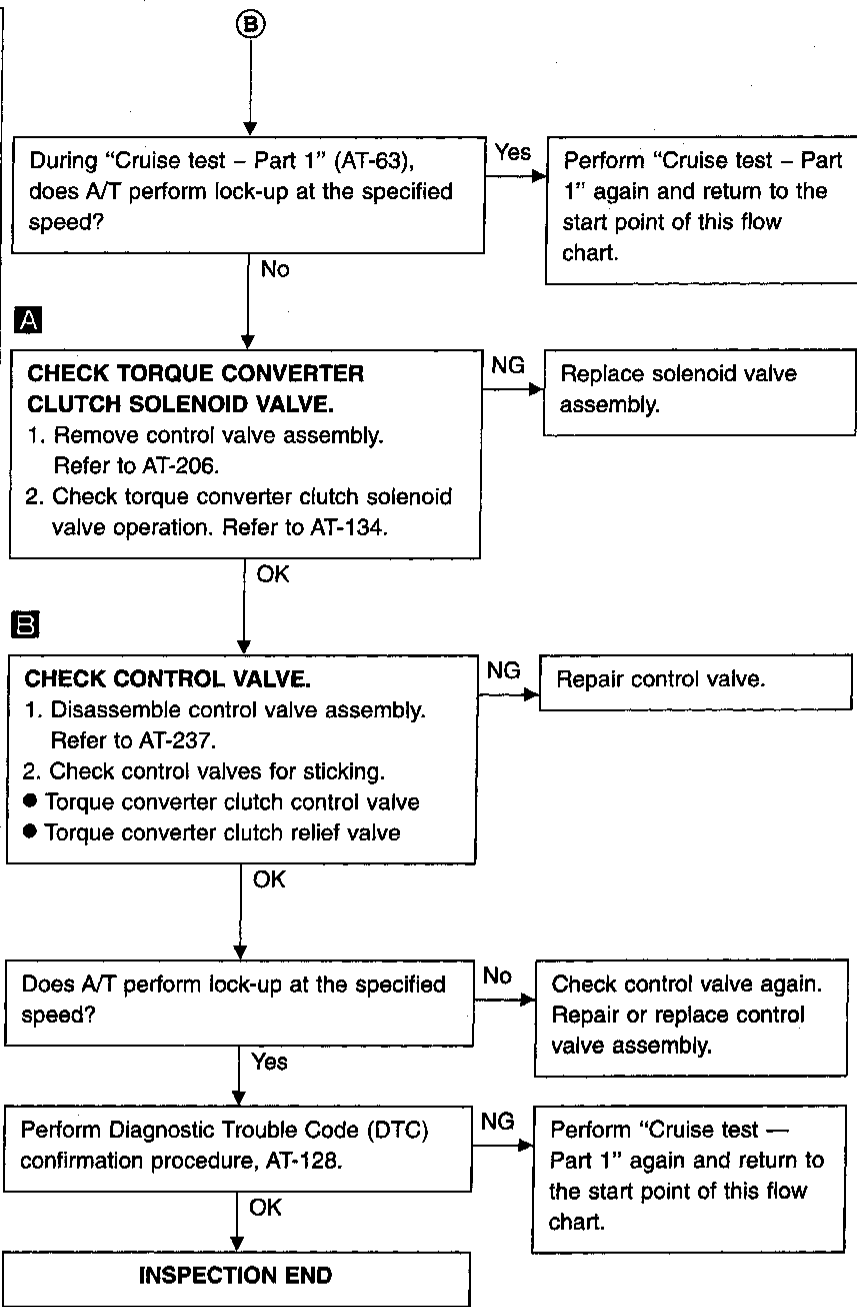 B
During “Cruise test – Part 1” (AT-63),
does A/T perform lock-up at the specified
speed?
Yes
Perform “Cruise test – Part
1” again and return to the
start point of this flow
chart.
No
A
CHECK TORQUE CONVERTER
CLUTCH SOLENOID VALVE.
1. Remove control valve assembly.
Refer to AT-206.
2. Check torque converter clutch solenoid
valve operation. Refer to AT-134.
NG
Replace solenoid valve
assembly.
OK
B
CHECK CONTROL VALVE.
1. Disassemble control valve assembly.
Refer to AT-237.
2. Check control valves for sticking.
● Torque converter clutch control valve
● Torque converter clutch relief valve
NG
Repair control valve.
OK
Does A/T perform lock-up at the specified
speed?
No
Check control valve again.
Repair or replace control
valve assembly.
Yes
Perform Diagnostic Trouble Code (DTC)
confirmation procedure, AT-128.
NG
Perform “Cruise test —
Part 1” again and return to
the start point of this flow
chart.
OK
INSPECTION END